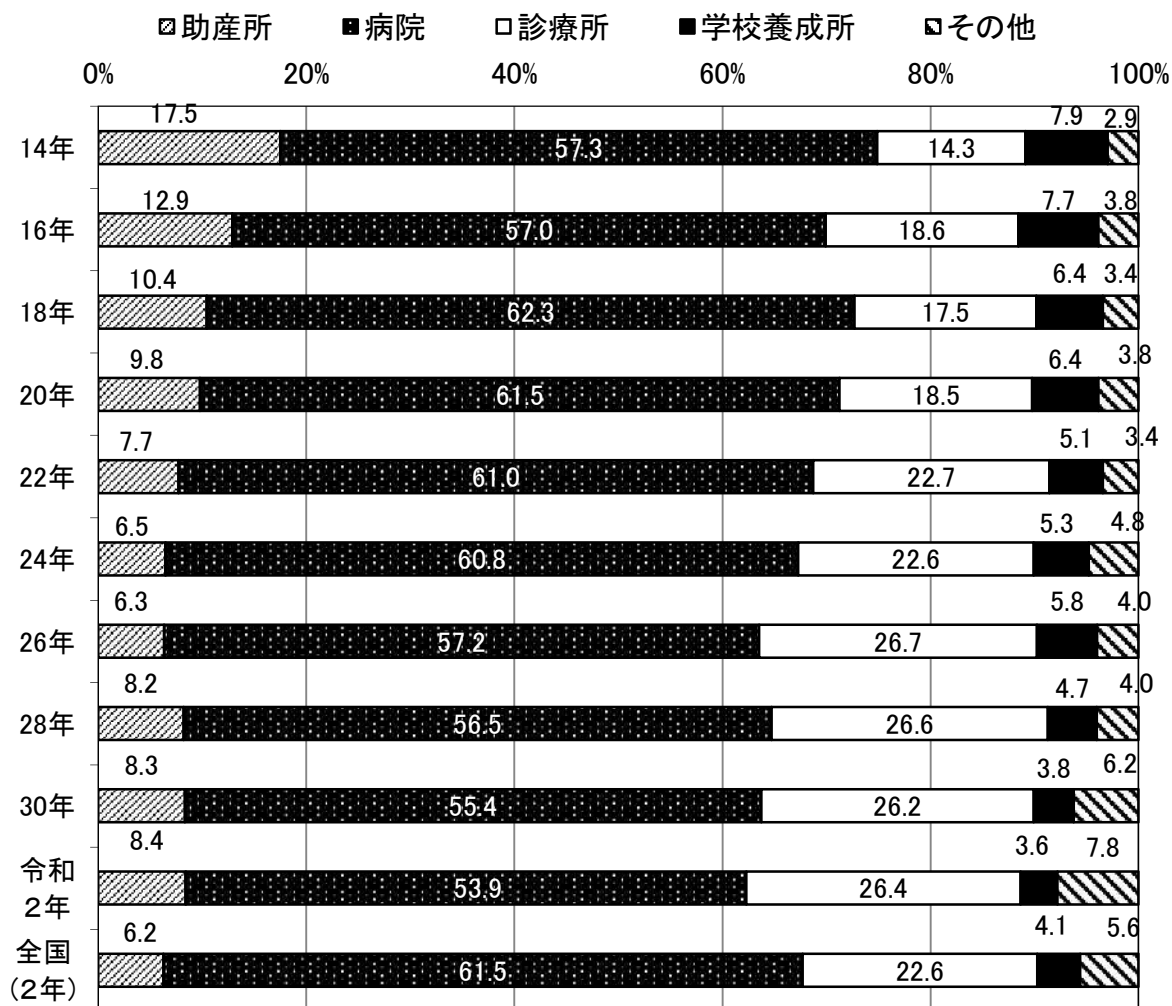 助産所 病院 診療所 学校養成所 その他
0% 20% 40% 60% 80% 100%
17.5 7.9 2.9
14年 57.3 14.3
12.9 7.7 3.8
16年 57.0 18.6
10.4 6.4 3.4
18年 62.3 17.5
9.8 6.4 3.8
20年 61.5 18.5
7.7 5.1 3.4
22年 61.0 22.7
6.5 5.3 4.8
24年 60.8 22.6
6.3 5.8 4.0
26年 57.2 26.7
8.2 4.7 4.0
28年 56.5 26.6
8.3 3.8 6.2
30年 55.4 26.2
8.4 3.6 7.8
令和
2年 53.9 26.4
6.2 4.1 5.6
全国
(2年) 61.5 22.6